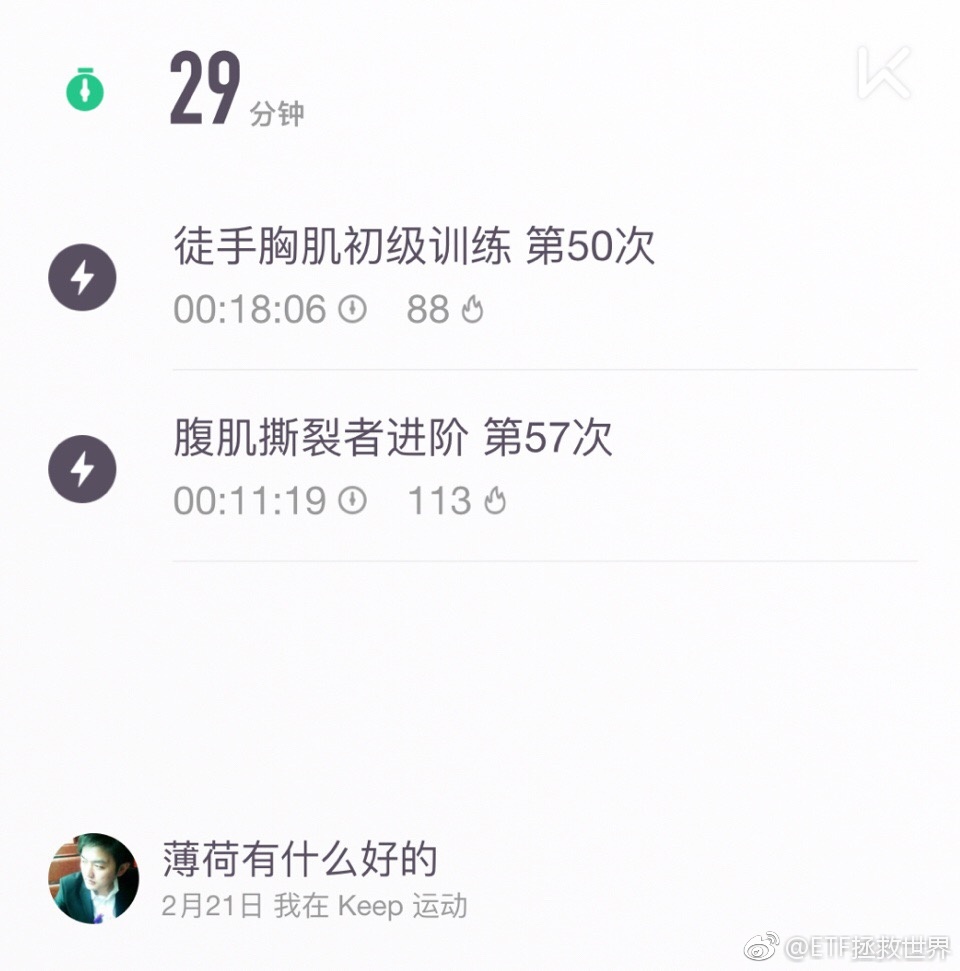 29 分钟
徒手胸肌初级训练 第50次
00:18:06 88
腹肌撕裂者进阶 第57次
00:11:19 113
薄荷有什么好的
2月21日 我在 Keep 运动
@ETF拯救世界